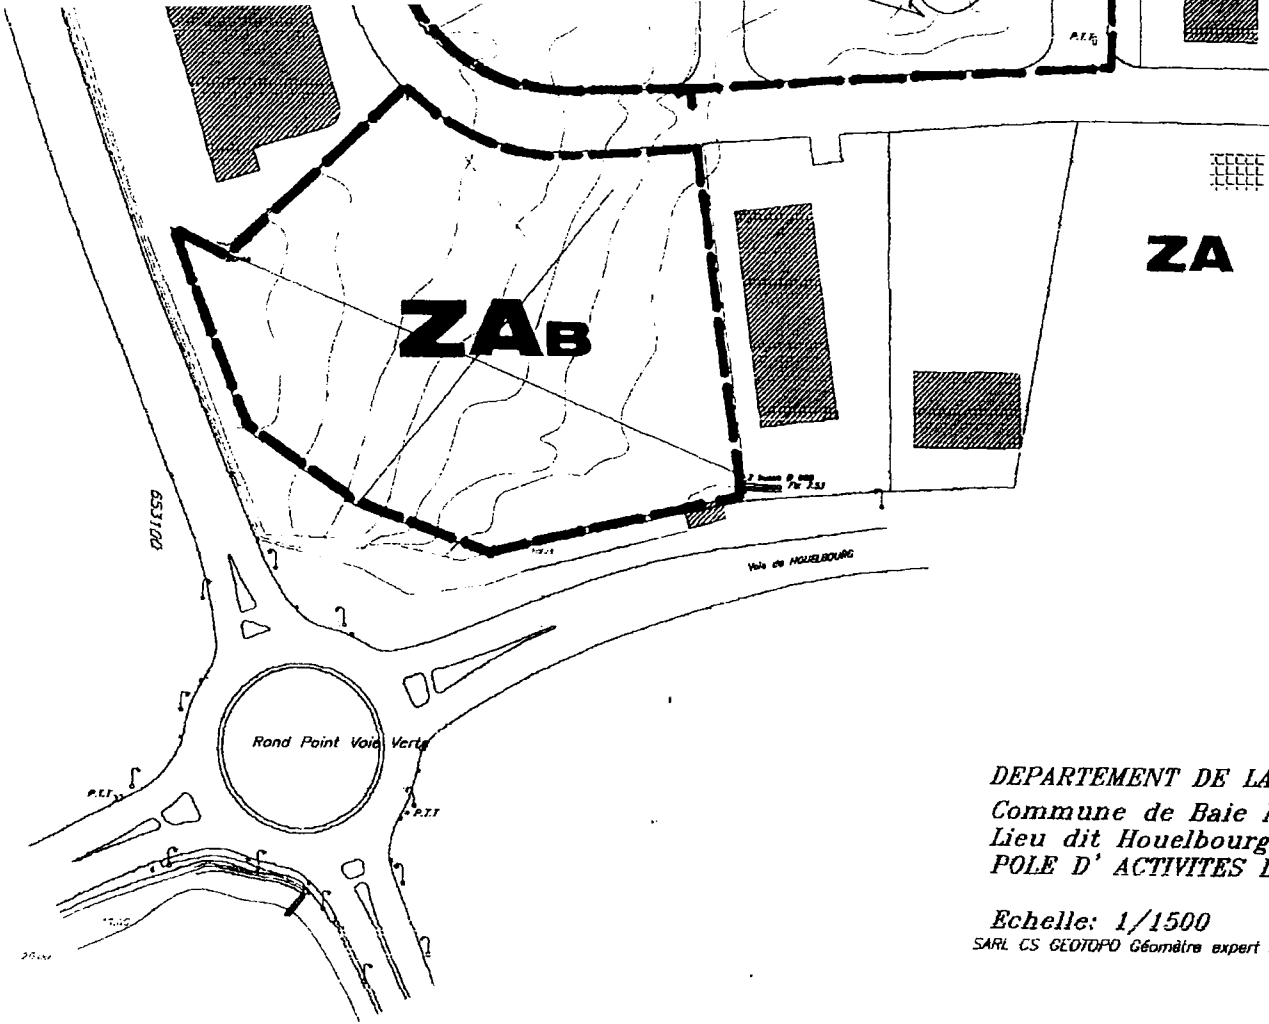 P.T.T
ZA
ZAB
653100
Voie de HOUELBOURG
Rond Point Voie Verte
P.T.T
P.T.T
DEPARTEMENT DE LA
Commune de Baie
Lieu dit Houelbourg
POLE D' ACTIVITES
Echelle: 1/1500
SARL CS GEOTOPO Géomètre expert